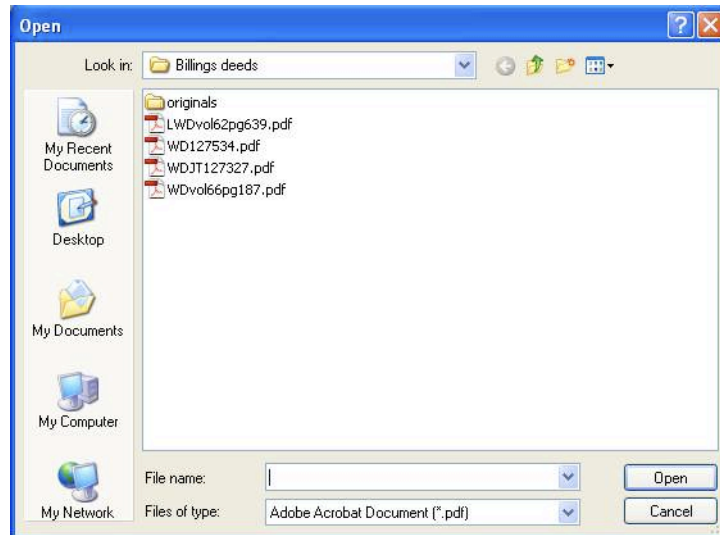 Open
Look in: Billings deeds
My Recent Documents
Desktop
My Documents
My Computer
My Network
originals
LWDvol62pg639.pdf
WD127534.pdf
WDJT127327.pdf
WDvol66pg187.pdf
File name:
Open
Files of type: Adobe Acrobat Document (*.pdf)
Cancel